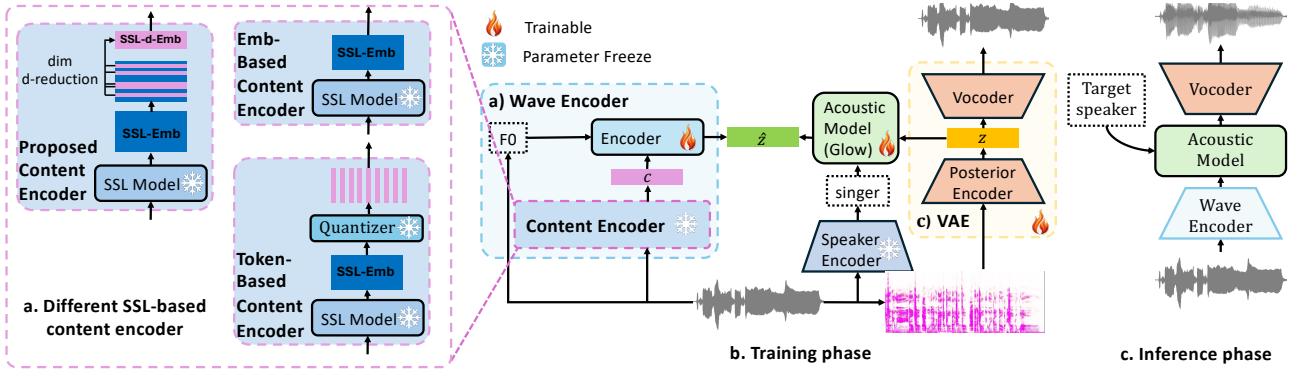 SSL-d-Emb
dim
d-reduction
SSL-Emb
Proposed
Content
Encoder
SSL Model
Emb-
Based
Content
Encoder
SSL-Emb
SSL Model
Quantizer
Token-
Based
Content
Encoder
SSL-Emb
SSL Model
a. Different SSL-based
content encoder
Trainable
Parameter Freeze
a) Wave Encoder
F0
Encoder
c
Content Encoder
ẑ
Acoustic
Model
(Glow)
singer
Speaker
Encoder
Vocoder
z
Posterior
Encoder
c) VAE
b. Training phase
Vocoder
Target
speaker
Acoustic
Model
Wave
Encoder
c. Inference phase